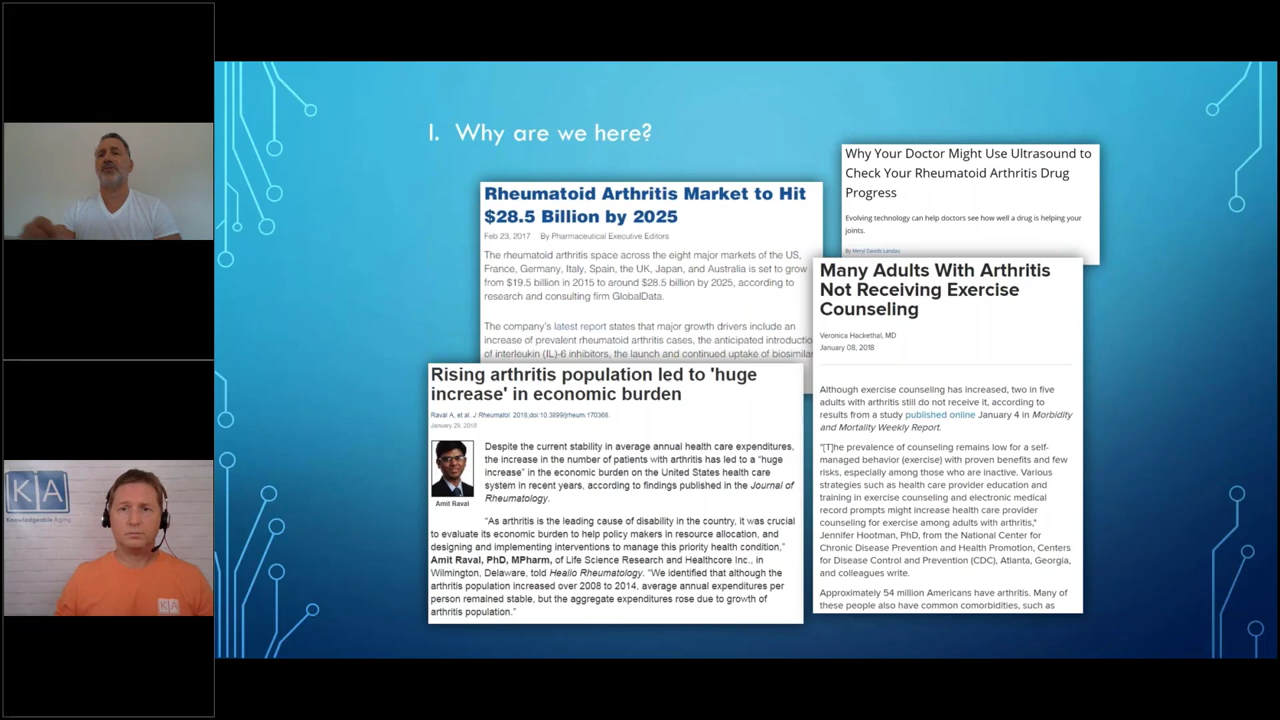 I. Why are we here?
Rheumatoid Arthritis Market to Hit
$28.5 Billion by 2025
Feb 23, 2017 By Pharmaceutical Executive Editors
The rheumatoid arthritis space across the eight major markets of the US,
France, Germany, Italy, Spain, the UK, Japan, and Australia is set to grow
from $19.5 billion in 2015 to around $28.5 billion by 2025, according to
research and consulting firm GlobalData.
The company's latest report states that major growth drivers include an
increase of prevalent rheumatoid arthritis cases, the anticipated introductio
of interleukin (IL)-6 inhibitors, the launch and continued uptake of biosimilar
Why Your Doctor Might Use Ultrasound to
Check Your Rheumatoid Arthritis Drug
Progress
Evolving technology can help doctors see how well a drug is helping your
joints.
By Meryl Davids Landau
Rising arthritis population led to 'huge
increase' in economic burden
Raval A, et al. J Rheumatol. 2018;doi:10.3899/jrheum.170368.
January 29, 2018
Despite the current stability in average annual health care expenditures,
the increase in the number of patients with arthritis has led to a "huge
increase" in the economic burden on the United States health care
system in recent years, according to findings published in the Journal of
Rheumatology.
Amit Raval
"As arthritis is the leading cause of disability in the country, it was crucial
to evaluate its economic burden to help policy makers in resource allocation, and
designing and implementing interventions to manage this priority health condition,"
Amit Raval, PhD, MPharm, of Life Science Research and Healthcore Inc., in
Wilmington, Delaware, told Healio Rheumatology. "We identified that although the
arthritis population increased over 2008 to 2014, average annual expenditures per
person remained stable, but the aggregate expenditures rose due to growth of
arthritis population."
Many Adults With Arthritis
Not Receiving Exercise
Counseling
Veronica Hackethal, MD
January 08, 2018
Although exercise counseling has increased, two in five
adults with arthritis still do not receive it, according to
results from a study published online January 4 in Morbidity
and Mortality Weekly Report.
"[T]he prevalence of counseling remains low for a self-
managed behavior (exercise) with proven benefits and few
risks, especially among those who are inactive. Various
strategies such as health care provider education and
training in exercise counseling and electronic medical
record prompts might increase health care provider
counseling for exercise among adults with arthritis,"
Jennifer Hootman, PhD, from the National Center for
Chronic Disease Prevention and Health Promotion, Centers
for Disease Control and Prevention (CDC), Atlanta, Georgia,
and colleagues write.
Approximately 54 million Americans have arthritis. Many of
these people also have common comorbidities, such as
KA
Knowledgeable Aging
KA